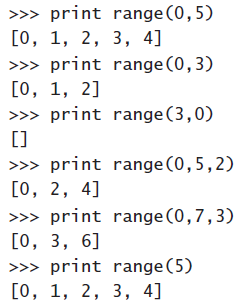 >>> print range(0,5)
[0, 1, 2, 3, 4]
>>> print range(0,3)
[0, 1, 2]
>>> print range(3,0)
[]
>>> print range(0,5,2)
[0, 2, 4]
>>> print range(0,7,3)
[0, 3, 6]
>>> print range(5)
[0, 1, 2, 3, 4]